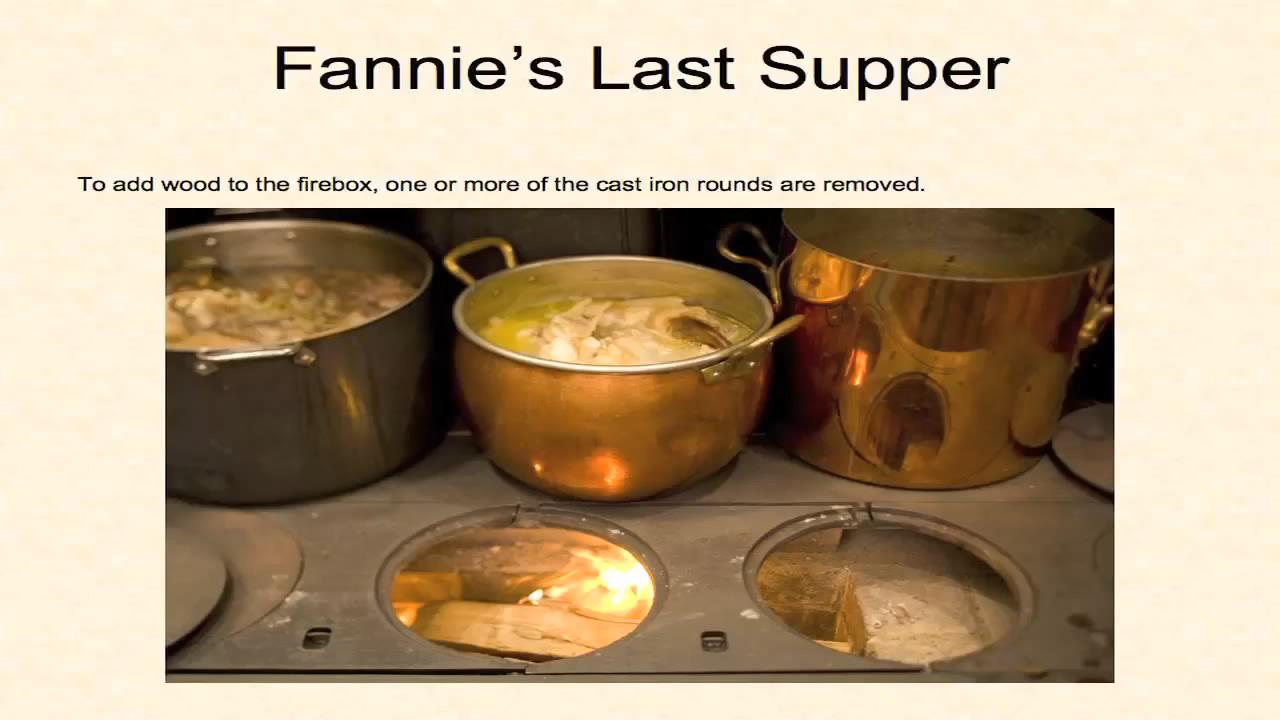 Fannie’s Last Supper
To add wood to the firebox, one or more of the cast iron rounds are removed.